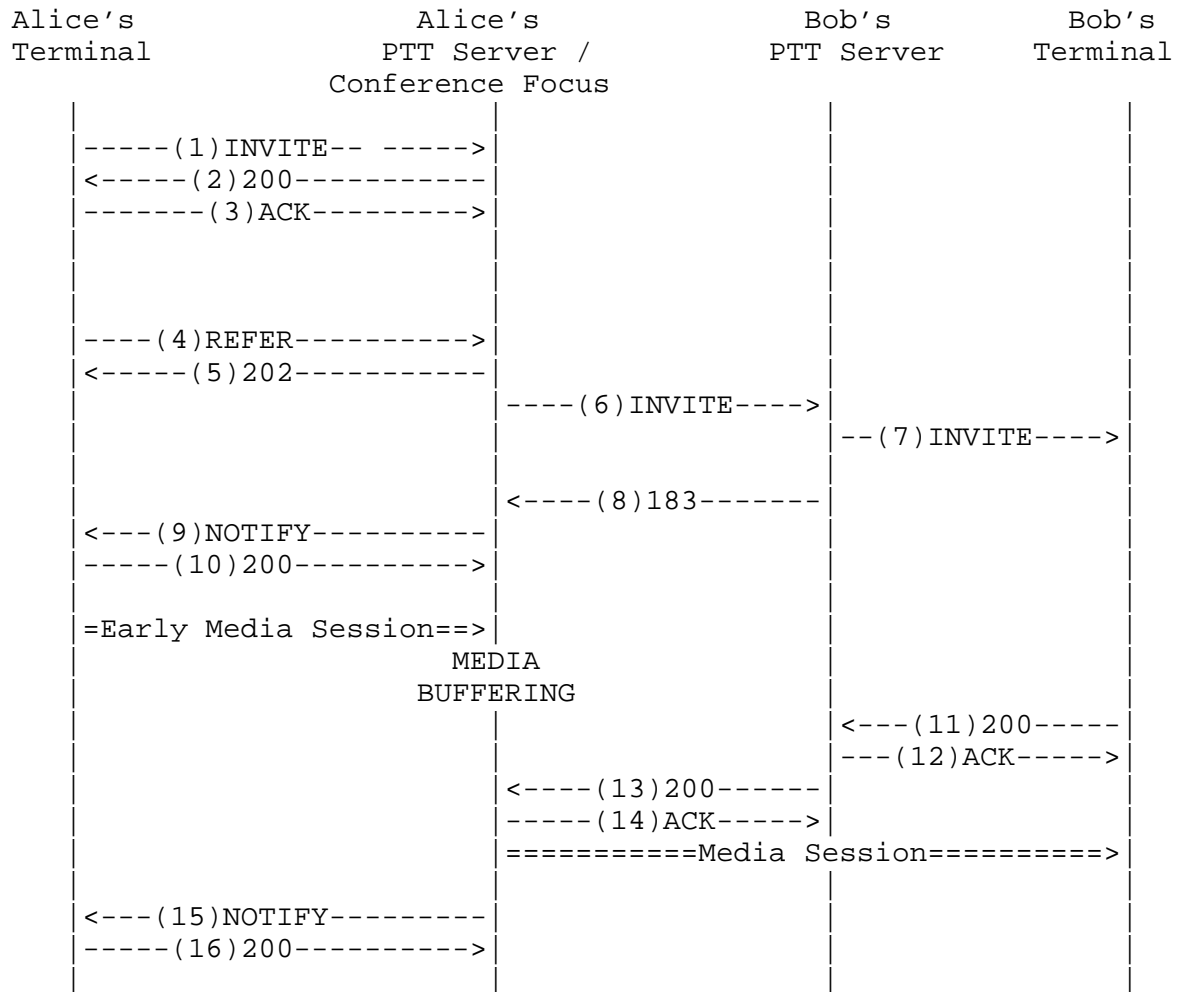 Alice's Alice's Bob's Bob's
Terminal PTT Server / PTT Server Terminal
Conference Focus
| | | |
|-----(1)INVITE-- ----->| | |
|<-----(2)200-----------| | |
|-------(3)ACK--------->| | |
| | | |
| | | |
| | | |
|----(4)REFER---------->| | |
|<-----(5)202-----------| | |
| |----(6)INVITE---->| |
| | |--(7)INVITE---->|
| | | |
| |<----(8)183-------| |
|<---(9)NOTIFY----------| | |
|-----(10)200---------->| | |
| | | |
|=Early Media Session==>| | |
| MEDIA | |
| BUFFERING | |
| | |<---(11)200-----|
| | |---(12)ACK----->|
| |<----(13)200------| |
| |-----(14)ACK----->| |
| |===========Media Session==========>|
| | | |
|<---(15)NOTIFY---------| | |
|-----(16)200---------->| | |
| | | |